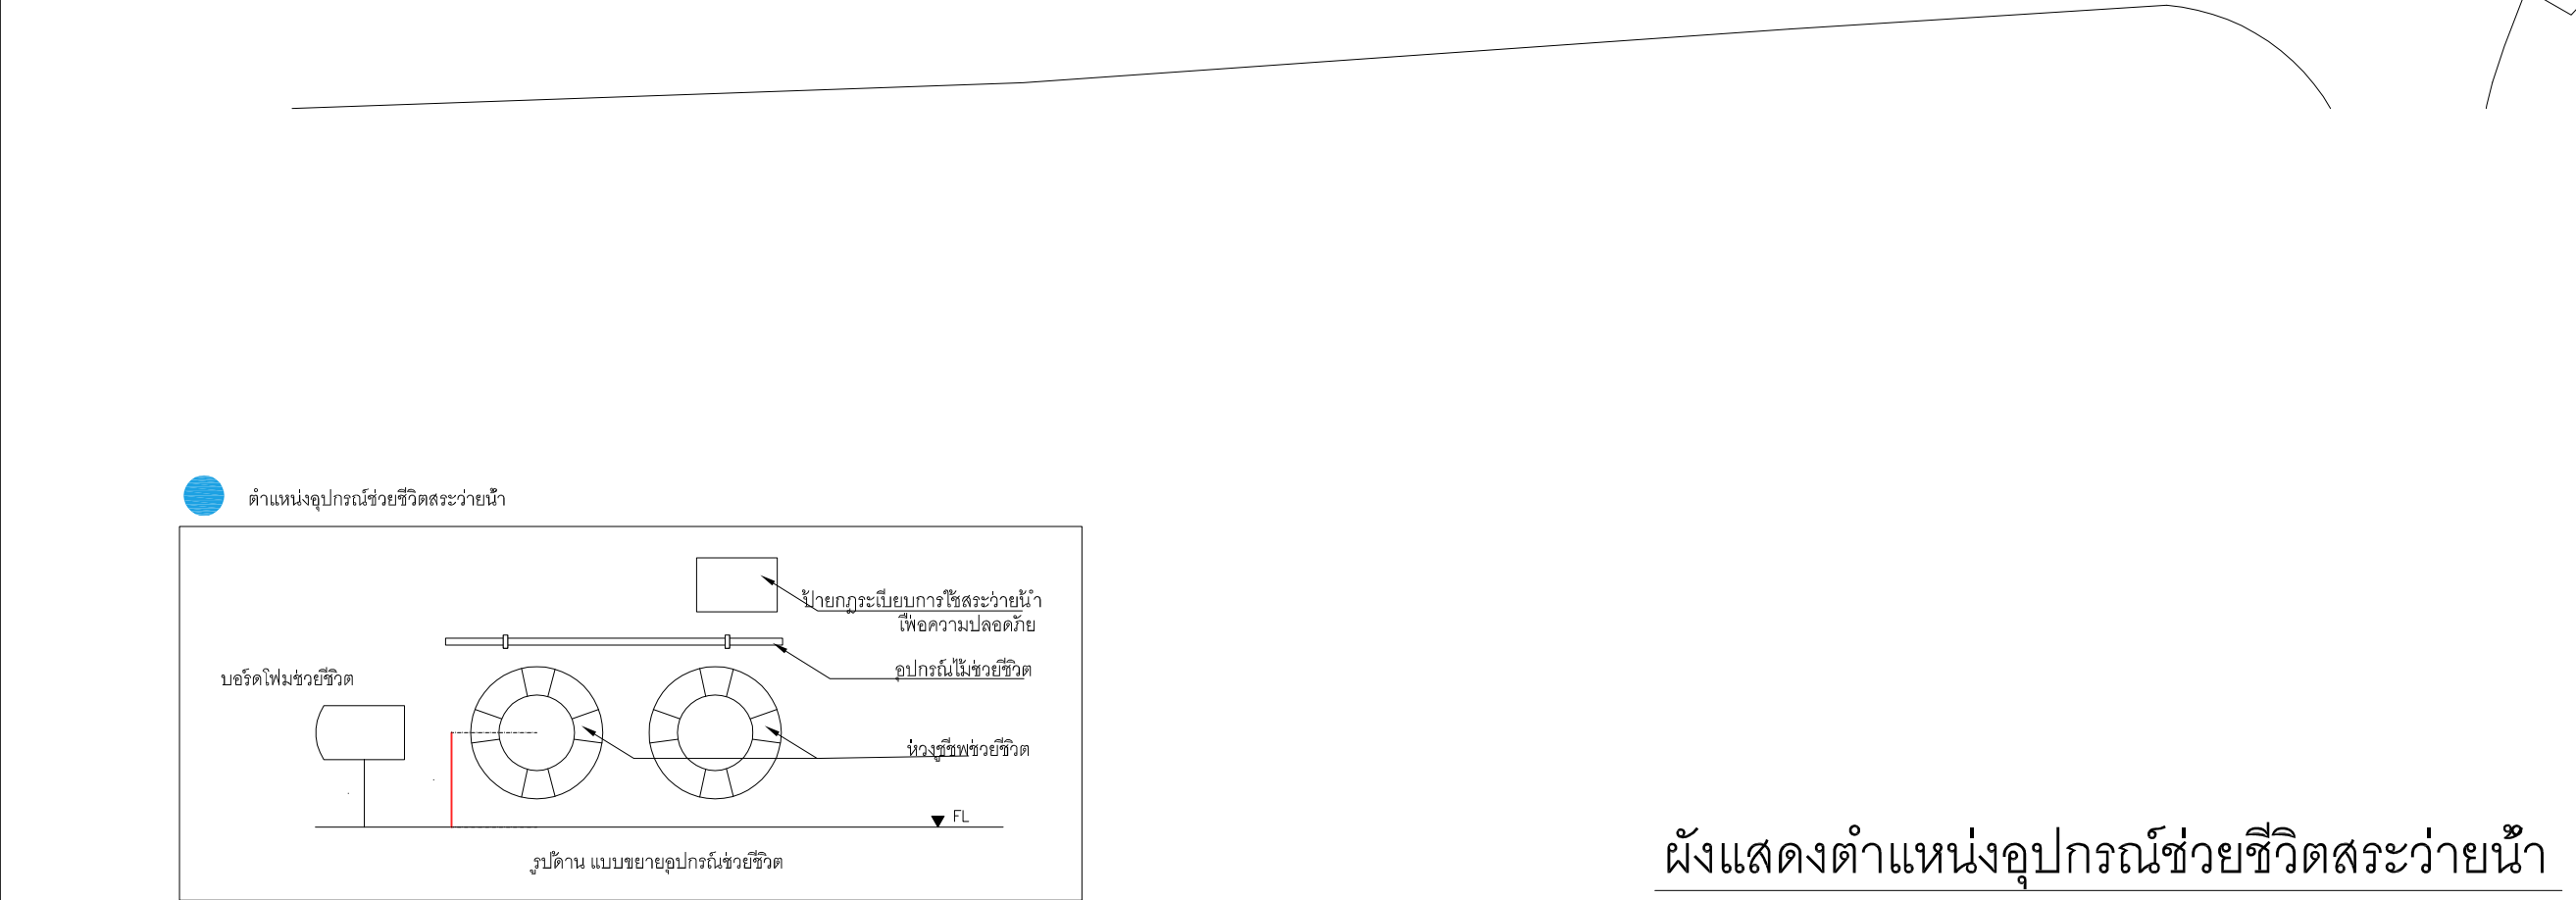 ตำแหน่งอุปกรณ์ช่วยชีวิตสระว่ายน้ำ
ป้ายกฎระเบียบการใช้สระว่ายน้ำ
เพื่อความปลอดภัย
อุปกรณ์ไม้ช่วยชีวิต
บอร์ดโฟมช่วยชีวิต
ห่วงชูชีพช่วยชีวิต
FL
รูปด้าน แบบขยายอุปกรณ์ช่วยชีวิต
ผังแสดงตำแหน่งอุปกรณ์ช่วยชีวิตสระว่ายน้ำ